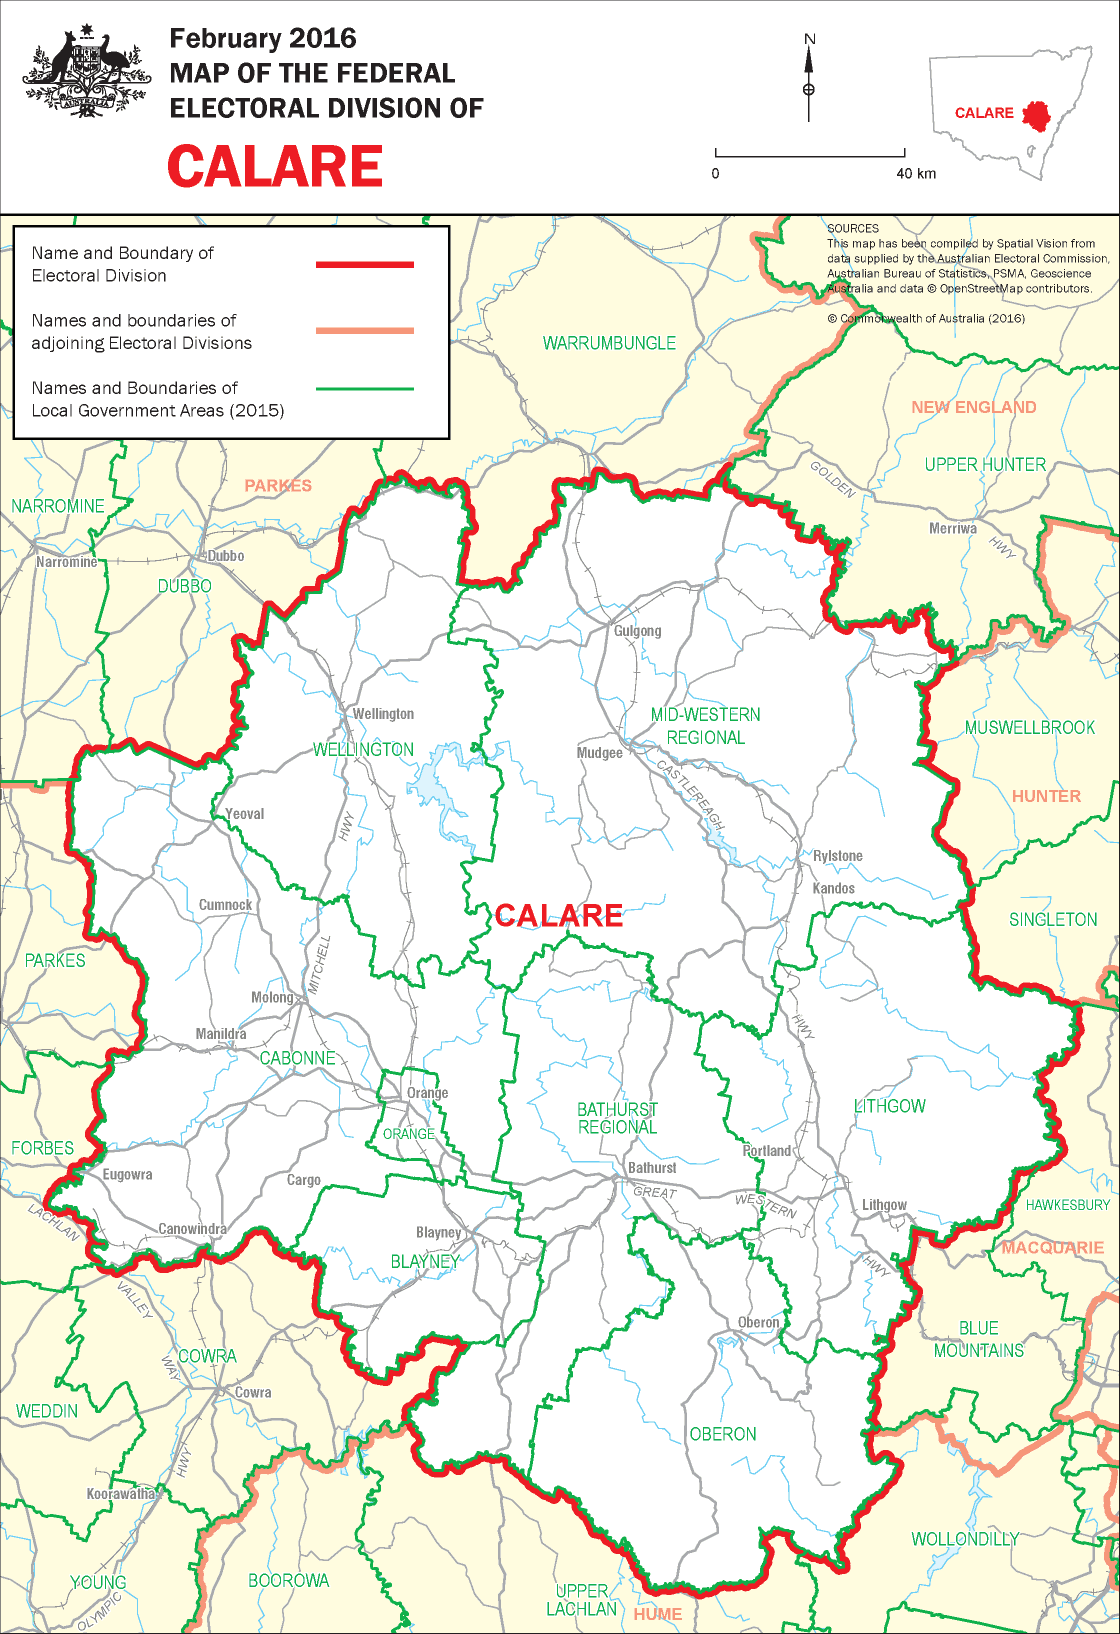 February 2016
MAP OF THE FEDERAL
ELECTORAL DIVISION OF
CALARE
AUSTRALIA
N
0
40 km
CALARE
Name and Boundary of
Electoral Division
Names and boundaries of
adjoining Electoral Divisions
Names and Boundaries of
Local Government Areas (2015)
SOURCES
This map has been compiled by Spatial Vision from
data supplied by the Australian Electoral Commission,
Australian Bureau of Statistics, PSMA, Geoscience
Australia and data © OpenStreetMap contributors.
© Commonwealth of Australia (2016)
WARRUMBUNGLE
NEW ENGLAND
UPPER HUNTER
GOLDEN
HWY
Merriwa
PARKES
NARROMINE
Narromine
Dubbo
DUBBO
Gulgong
Wellington
WELLINGTON
MID-WESTERN
REGIONAL
MUSWELLBROOK
Mudgee
CASTLEREAGH
HUNTER
Yeoval
HWY
Rylstone
Kandos
Cumnock
CALARE
SINGLETON
PARKES
MITCHELL
Molong
HWY
Manildra
CABONNE
Orange
ORANGE
BATHURST
REGIONAL
LITHGOW
FORBES
Portland
Eugowra
Cargo
Bathurst
GREAT
WESTERN
Lithgow
HAWKESBURY
LACHLAN
Canowindra
Blayney
BLAYNEY
HWY
MACQUARIE
VALLEY
WAY
Oberon
BLUE
MOUNTAINS
COWRA
Cowra
WEDDIN
OBERON
HWY
Koorawatha
WOLLONDILLY
YOUNG
OLYMPIC
BOOROWA
UPPER
LACHLAN
HUME